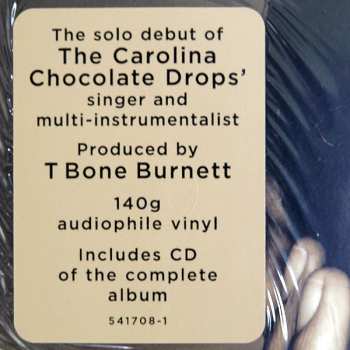 The solo debut of
The Carolina
Chocolate Drops’
singer and
multi-instrumentalist
Produced by
T Bone Burnett
140g
audiophile vinyl
Includes CD
of the complete
album
541708-1